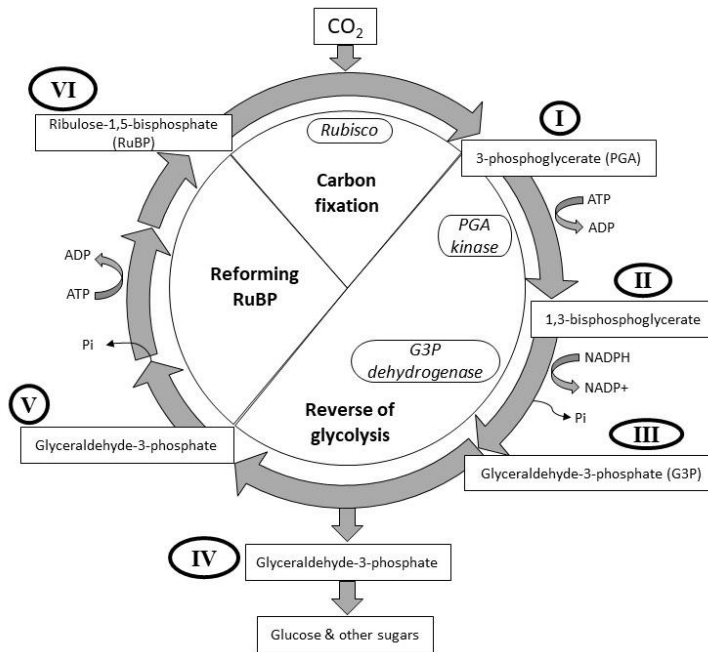 CO2
VI
Ribulose-1,5-bisphosphate
(RuBP)
Rubisco
I
3-phosphoglycerate (PGA)
Carbon
fixation
ATP
ADP
PGA
kinase
ADP
ATP
Reforming
RuBP
II
1,3-bisphosphoglycerate
Pi
G3P
dehydrogenase
NADPH
NADP+
V
Reverse of
glycolysis
Pi
III
Glyceraldehyde-3-phosphate
Glyceraldehyde-3-phosphate (G3P)
IV
Glyceraldehyde-3-phosphate
Glucose & other sugars